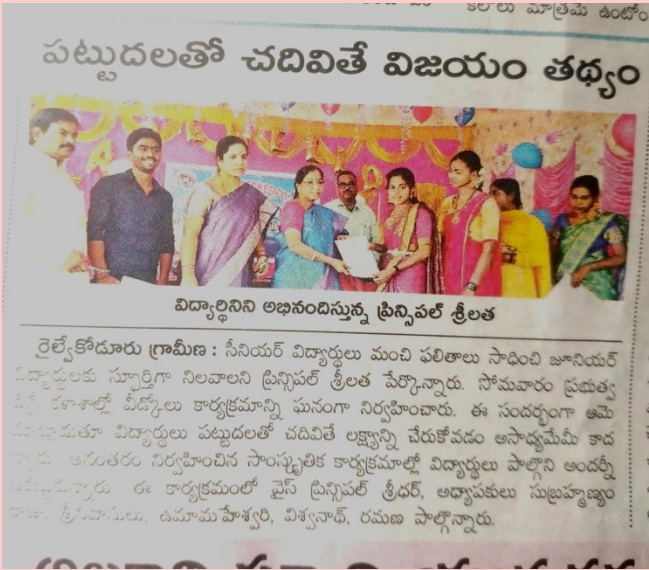 కలాలు మాత్రమే ఉంటాం
పట్టుదలతో చదివితే విజయం తథ్యం
విద్యార్థినిని అభినందిస్తున్న ప్రిన్సిపల్ శ్రీలత
రైల్వేకోడూరు గ్రామీణ : సీనియర్ విద్యార్థులు మంచి ఫలితాలు సాధించి జూనియర్
విద్యార్థులకు స్ఫూర్తిగా నిలవాలని ప్రిన్సిపల్ శ్రీలత పేర్కొన్నారు. సోమవారం ప్రభుత్వ
డిగ్రీ కళాశాల్లో వీడ్కోలు కార్యక్రమాన్ని ఘనంగా నిర్వహించారు. ఈ సందర్భంగా ఆమె
మాట్లాడుతూ విద్యార్థులు పట్టుదలతో చదివితే లక్ష్యాన్ని చేరుకోవడం అసాధ్యమేమీ కాద
న్నారు. అనంతరం నిర్వహించిన సాంస్కృతిక కార్యక్రమాల్లో విద్యార్థులు పాల్గొని అందర్నీ
ఈ కార్యక్రమంలో వైస్ ప్రిన్సిపల్ శ్రీధర్, అధ్యాపకులు సుబ్రహ్మణ్యం
రాజు, శ్రీనివాసులు, ఉమామహేశ్వరి, విశ్వనాథ్, రమణ పాల్గొన్నారు.